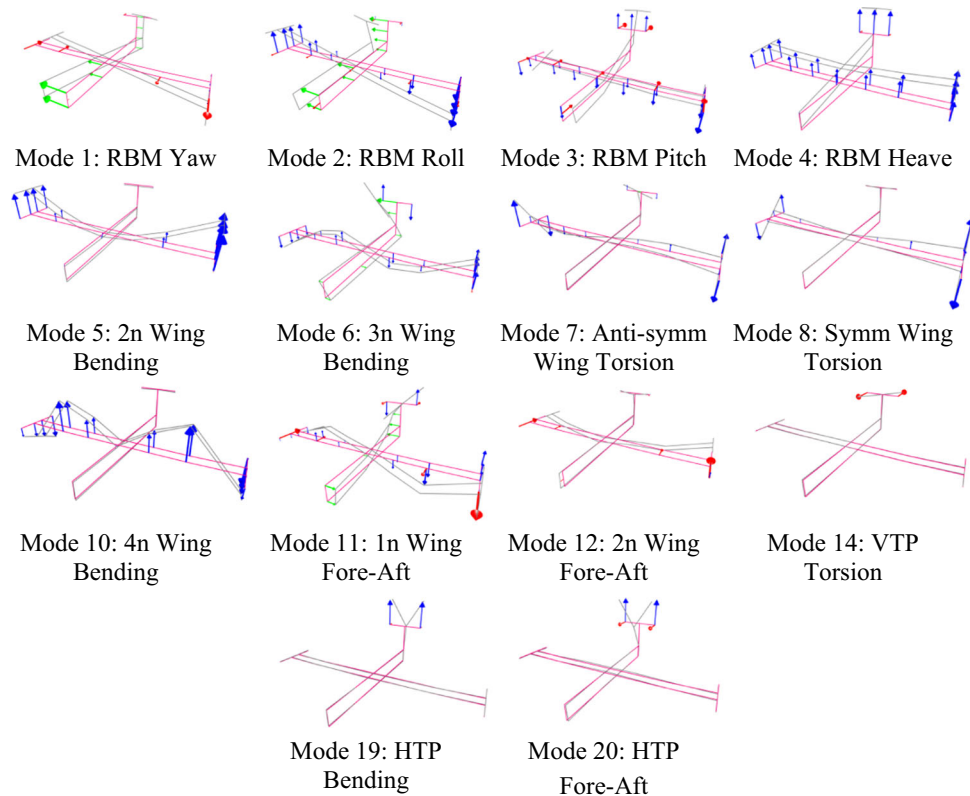 Mode 1: RBM Yaw
Mode 2: RBM Roll
Mode 3: RBM Pitch
Mode 4: RBM Heave
Mode 5: 2n Wing
Bending
Mode 6: 3n Wing
Bending
Mode 7: Anti-symm
Wing Torsion
Mode 8: Symm Wing
Torsion
Mode 10: 4n Wing
Bending
Mode 11: 1n Wing
Fore-Aft
Mode 12: 2n Wing
Fore-Aft
Mode 14: VTP
Torsion
Mode 19: HTP
Bending
Mode 20: HTP
Fore-Aft